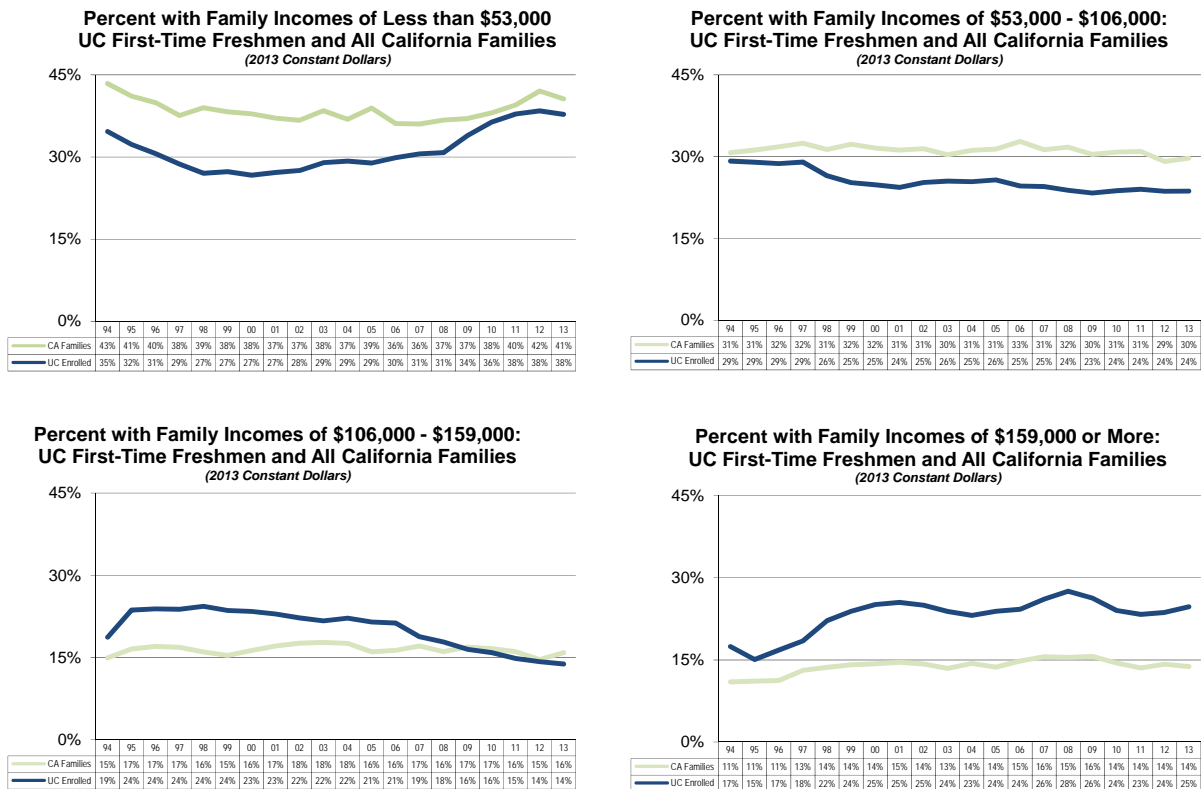 Percent with Family Incomes of Less than $53,000
UC First-Time Freshmen and All California Families
(2013 Constant Dollars)
45%
30%
15%
0%
94 95 96 97 98 99 00 01 02 03 04 05 06 07 08 09 10 11 12 13
CA Families 43% 41% 40% 38% 39% 38% 38% 37% 37% 38% 37% 39% 36% 36% 37% 37% 38% 40% 42% 41%
UC Enrolled 35% 32% 31% 29% 27% 27% 27% 27% 28% 29% 29% 29% 30% 31% 31% 34% 36% 38% 38% 38%
Percent with Family Incomes of $53,000 - $106,000:
UC First-Time Freshmen and All California Families
(2013 Constant Dollars)
45%
30%
15%
0%
94 95 96 97 98 99 00 01 02 03 04 05 06 07 08 09 10 11 12 13
CA Families 31% 31% 32% 32% 31% 32% 32% 31% 31% 30% 31% 31% 33% 31% 32% 30% 31% 31% 29% 30%
UC Enrolled 29% 29% 29% 29% 26% 25% 25% 24% 25% 26% 25% 26% 25% 25% 24% 23% 24% 24% 24% 24%
Percent with Family Incomes of $106,000 - $159,000:
UC First-Time Freshmen and All California Families
(2013 Constant Dollars)
45%
30%
15%
0%
94 95 96 97 98 99 00 01 02 03 04 05 06 07 08 09 10 11 12 13
CA Families 15% 17% 17% 17% 16% 15% 16% 17% 18% 18% 18% 16% 16% 17% 16% 17% 17% 16% 15% 16%
UC Enrolled 19% 24% 24% 24% 24% 24% 23% 23% 22% 22% 22% 21% 21% 19% 18% 16% 16% 15% 14% 14%
Percent with Family Incomes of $159,000 or More:
UC First-Time Freshmen and All California Families
(2013 Constant Dollars)
45%
30%
15%
0%
94 95 96 97 98 99 00 01 02 03 04 05 06 07 08 09 10 11 12 13
CA Families 11% 11% 11% 13% 14% 14% 14% 15% 14% 13% 14% 14% 15% 16% 15% 16% 14% 14% 14% 14%
UC Enrolled 17% 15% 17% 18% 22% 24% 25% 25% 25% 24% 23% 24% 24% 26% 28% 26% 24% 23% 24% 25%